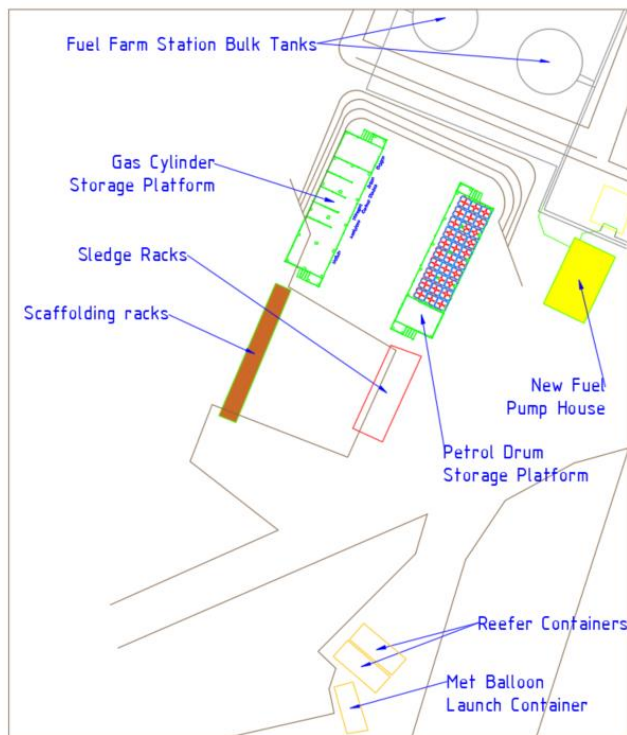 Fuel Farm Station Bulk Tanks
Gas Cylinder
Storage Platform
Sledge Racks
Scaffolding racks
New Fuel
Pump House
Petrol Drum
Storage Platform
Reefer Containers
Met Balloon
Launch Container